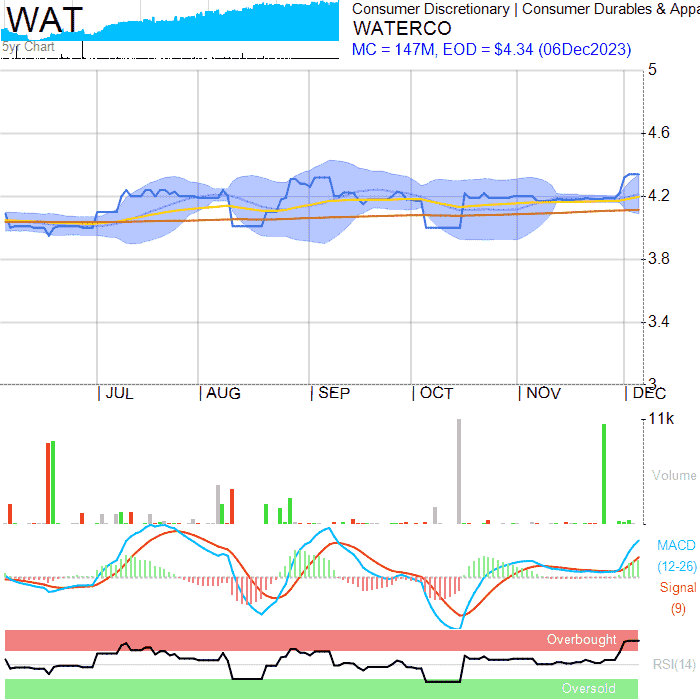 WAT
5yr Chart
Consumer Discretionary | Consumer Durables & Appa
WATERCO
MC = 147M, EOD = $4.34 (06Dec2023)
5
4.6
4.2
3.8
3.4
3
JUL AUG SEP OCT NOV DEC
11k
Volume
MACD
(12-26)
Signal
(9)
Overbought
RSI(14)
Oversold